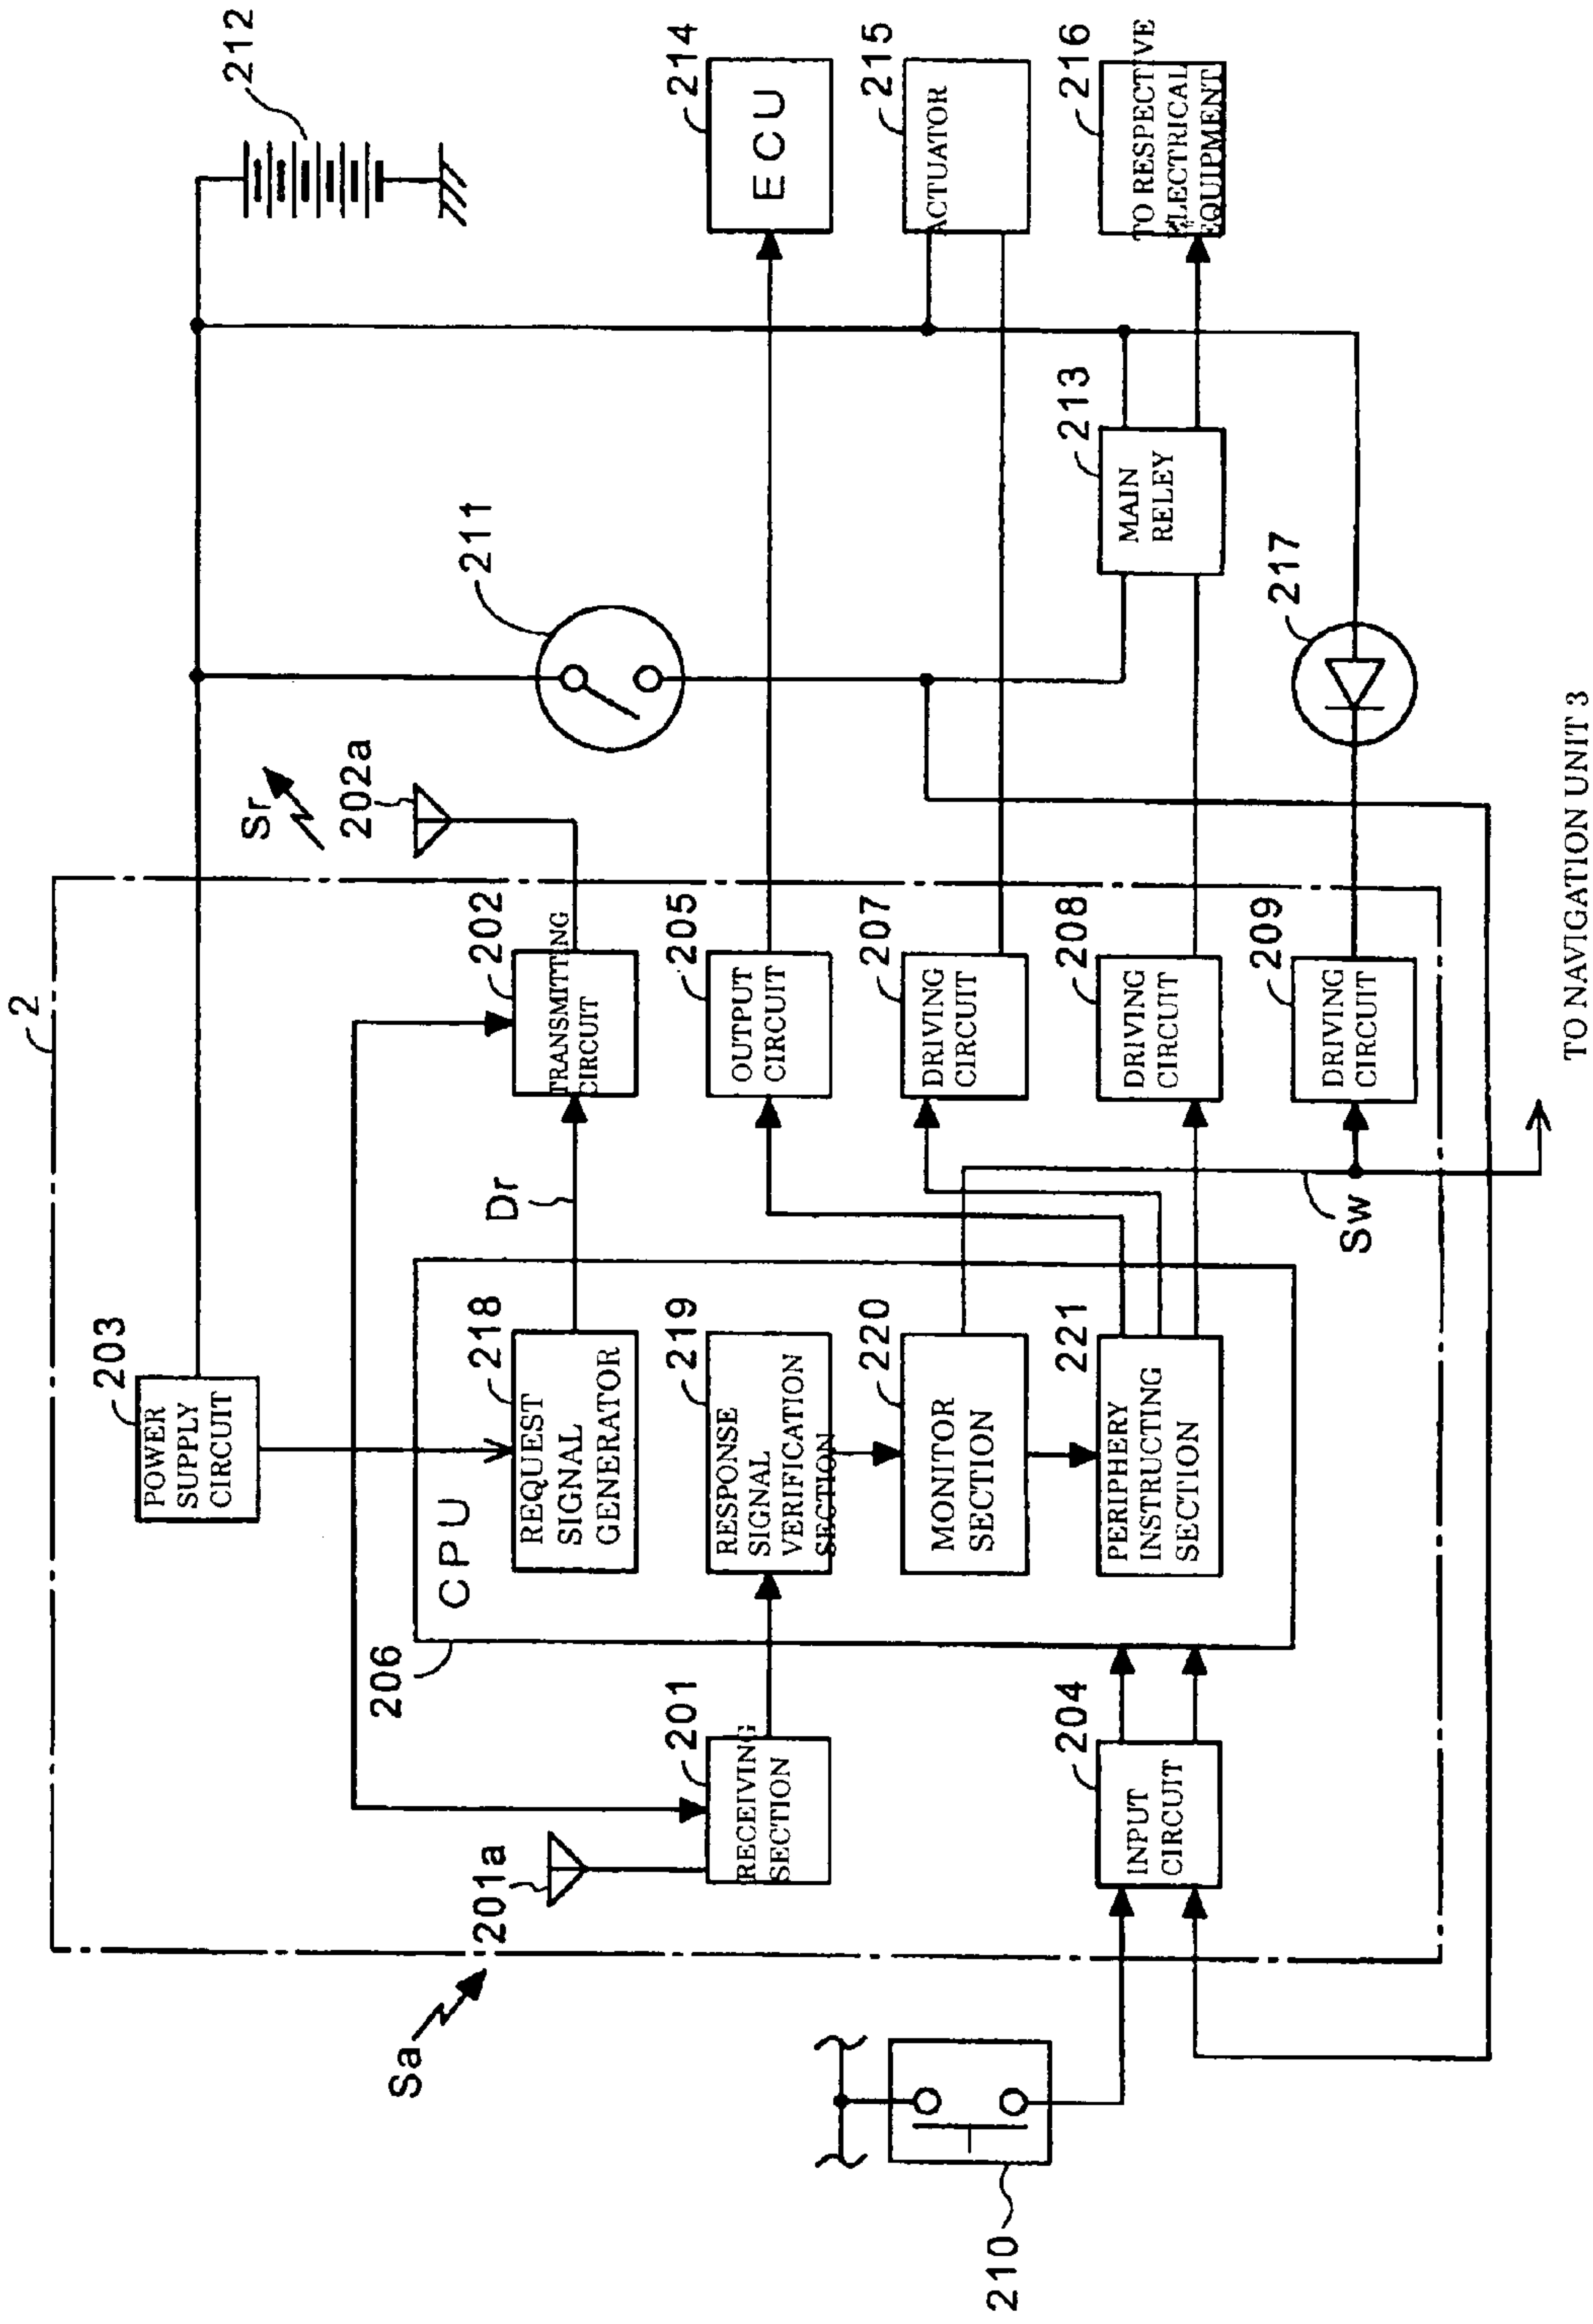 2
203
POWER
SUPPLY
CIRCUIT
212
Sr
202a
211
Sa
201a
206
CPU
218
REQUEST
SIGNAL
GENERATOR
Dr
202
TRANSMITTING
CIRCUIT
201
RECEIVING
SECTION
219
RESPONSE
SIGNAL
VERIFICATION
SECTION
205
OUTPUT
CIRCUIT
214
ECU
220
MONITOR
SECTION
207
DRIVING
CIRCUIT
215
ACTUATOR
210
204
INPUT
CIRCUIT
221
PERIPHERY
INSTRUCTING
SECTION
208
DRIVING
CIRCUIT
213
MAIN
RELEY
216
TO RESPECTIVE
ELECTRICAL
EQUIPMENT
Sw
209
DRIVING
CIRCUIT
217
TO NAVIGATION UNIT 3